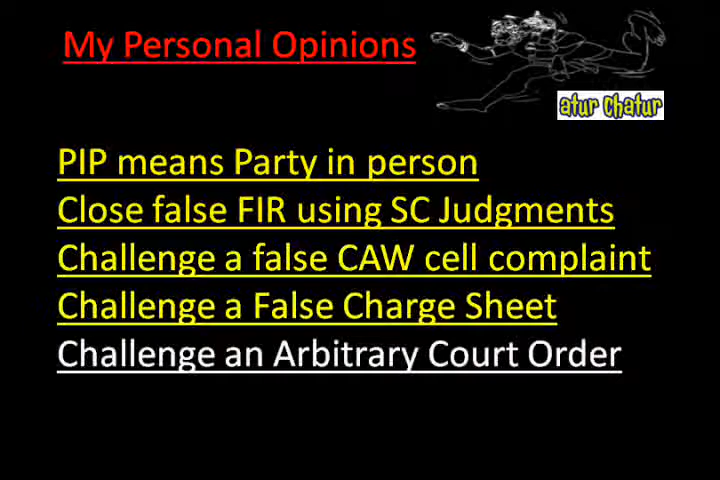 My Personal Opinions
atur chatur
PIP means Party in person
Close false FIR using SC Judgments
Challenge a false CAW cell complaint
Challenge a False Charge Sheet
Challenge an Arbitrary Court Order